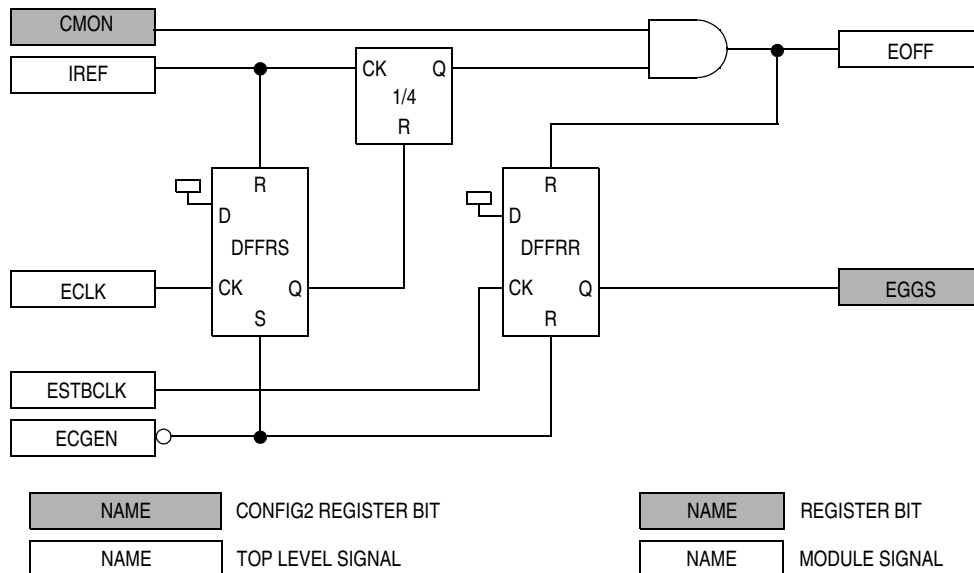 CMON
IREF
CK Q
1/4
R
EOFF
R
D
DFFRS
CK Q
S
R
D
DFFRR
CK Q
R
ECLK
EGGS
ESTBCLK
ECGEN
NAME CONFIG2 REGISTER BIT
NAME REGISTER BIT
NAME TOP LEVEL SIGNAL
NAME MODULE SIGNAL